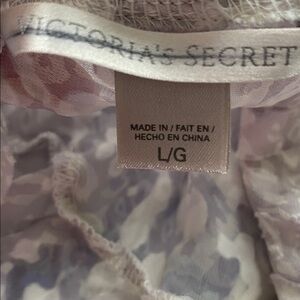 VICTORIA'S SECRET
MADE IN / FAIT EN /
HECHO EN CHINA
L/G